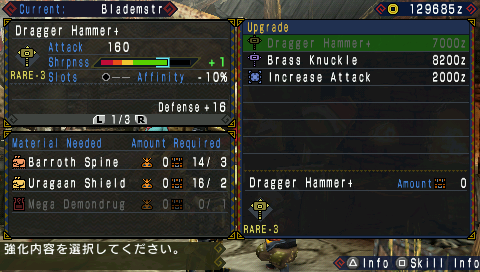 Current: Blademstr
129685z
Dragger Hammer+
Attack 160
Shrpnss +1
RARE-3 Slots Affinity -10%
Defense+16
L 1/3 R
Material Needed Amount Required
Barroth Spine 0 14/ 3
Uragaan Shield 0 16/ 2
Mega Demondrug 0 0/ 1
強化内容を選択してください。
Upgrade
Dragger Hammer+ 7000z
Brass Knuckle 8200z
Increase Attack 2000z
Dragger Hammer+ Amount 0
RARE-3
Info Skill Info